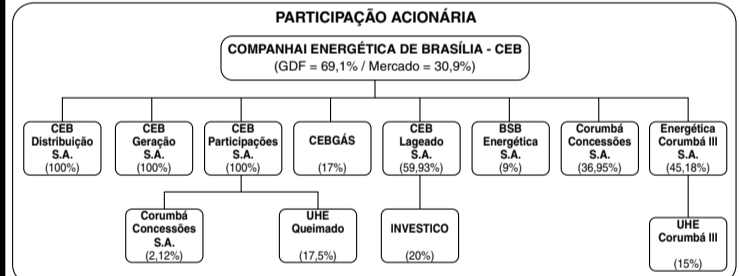 PARTICIPAÇÃO ACIONÁRIA
COMPANHAI ENERGÉTICA DE BRASÍLIA - CEB
(GDF = 69,1% / Mercado = 30,9%)
CEB
Distribuição
S.A.
(100%)
CEB
Geração
S.A.
(100%)
CEB
Participações
S.A.
(100%)
CEBGÁS
(17%)
CEB
Lageado
S.A.
(59,93%)
BSB
Energética
S.A.
(9%)
Corumbá
Concessões
S.A.
(36,95%)
Energética
Corumbá III
S.A.
(45,18%)
Corumbá
Concessões
S.A.
(2,12%)
UHE
Queimado
(17,5%)
INVESTICO
(20%)
UHE
Corumbá III
(15%)